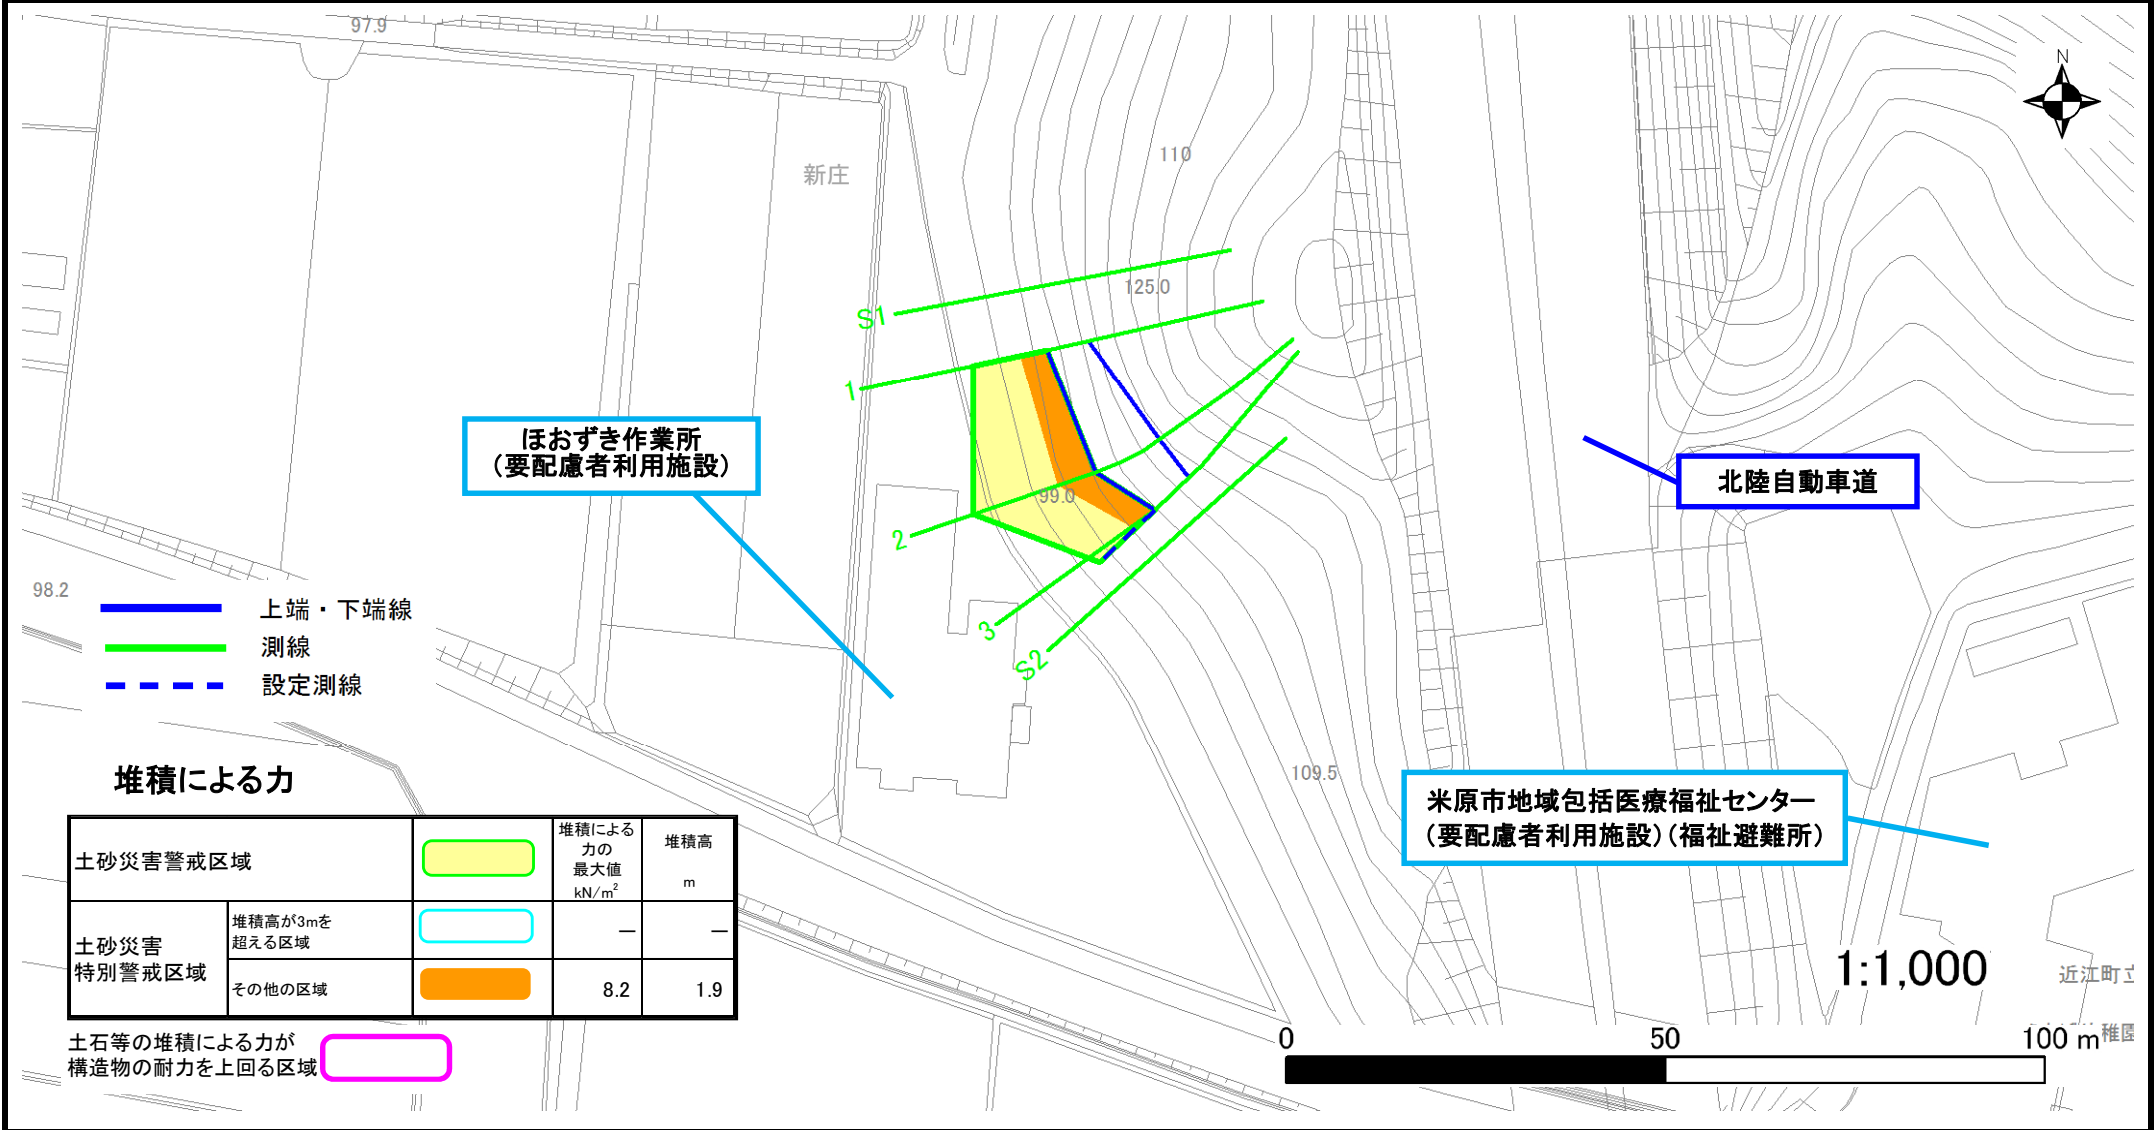 97.9
N
110
新庄
125.0
S1
1
ほおずき作業所
（要配慮者利用施設）
北陸自動車道
99.0
2
98.2
上端・下端線
3
測線
S2
設定測線
堆積による力
109.5
米原市地域包括医療福祉センター
（要配慮者利用施設）（福祉避難所）
土砂災害警戒区域
堆積による
力の
最大値
kN/m²
堆積高
m
土砂災害
特別警戒区域
堆積高が3mを
超える区域
－
－
その他の区域
8.2
1.9
土石等の堆積による力が
構造物の耐力を上回る区域
1:1,000
近江町立
0
50
100 m
稚園